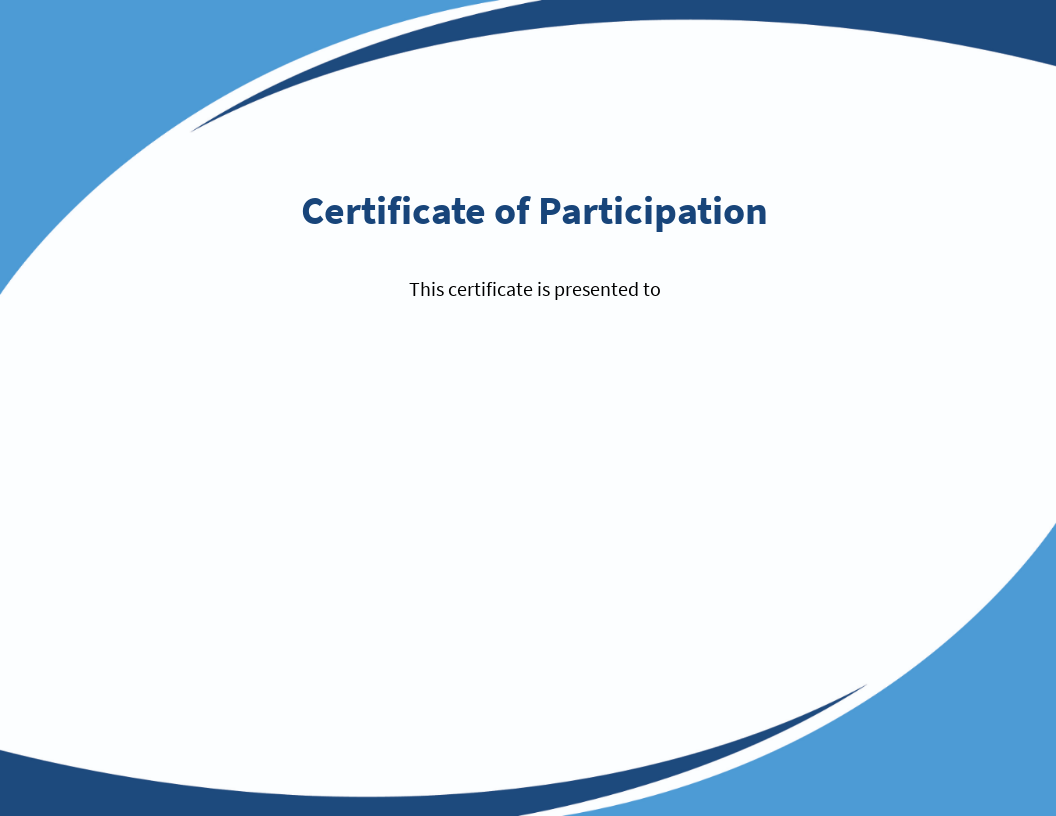 Certificate of Participation
This certificate is presented to